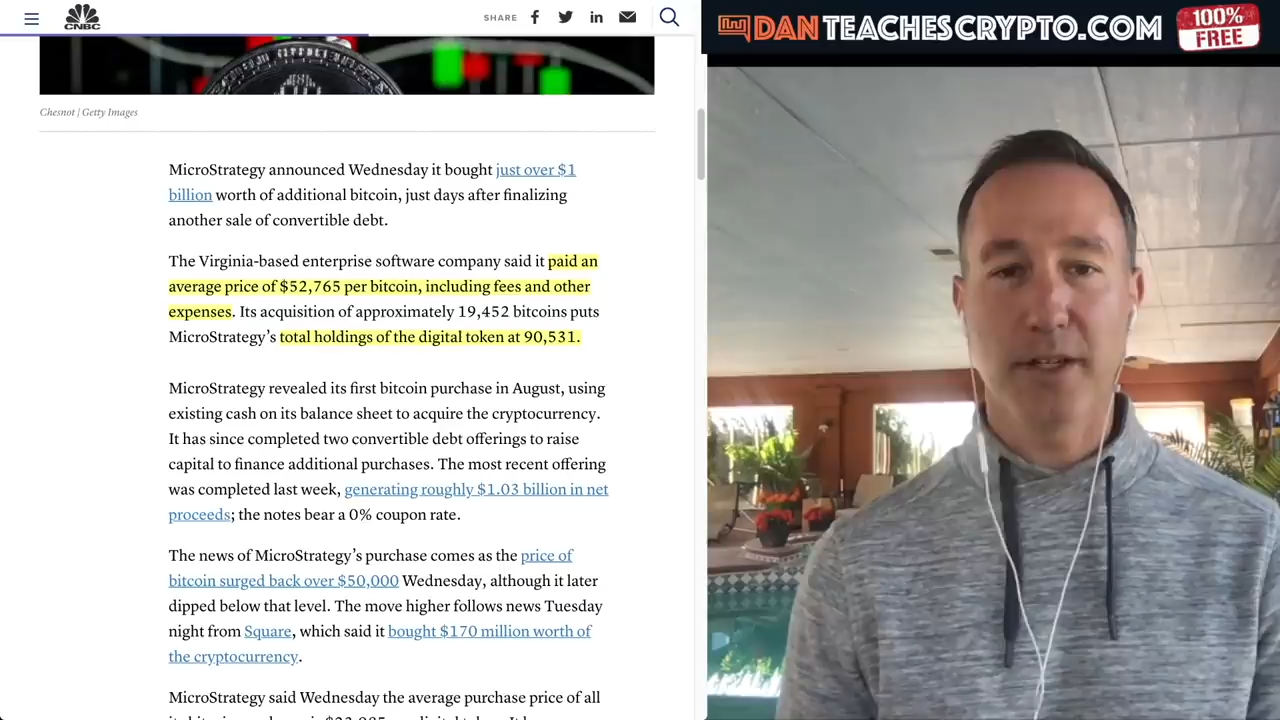 CNBC
SHARE
DANTEACHESCRYPTO.COM
100%
FREE
Chesnot | Getty Images
MicroStrategy announced Wednesday it bought just over $1
billion worth of additional bitcoin, just days after finalizing
another sale of convertible debt.
The Virginia-based enterprise software company said it paid an
average price of $52,765 per bitcoin, including fees and other
expenses. Its acquisition of approximately 19,452 bitcoins puts
MicroStrategy’s total holdings of the digital token at 90,531.
MicroStrategy revealed its first bitcoin purchase in August, using
existing cash on its balance sheet to acquire the cryptocurrency.
It has since completed two convertible debt offerings to raise
capital to finance additional purchases. The most recent offering
was completed last week, generating roughly $1.03 billion in net
proceeds; the notes bear a 0% coupon rate.
The news of MicroStrategy’s purchase comes as the price of
bitcoin surged back over $50,000 Wednesday, although it later
dipped below that level. The move higher follows news Tuesday
night from Square, which said it bought $170 million worth of
the cryptocurrency.
MicroStrategy said Wednesday the average purchase price of all